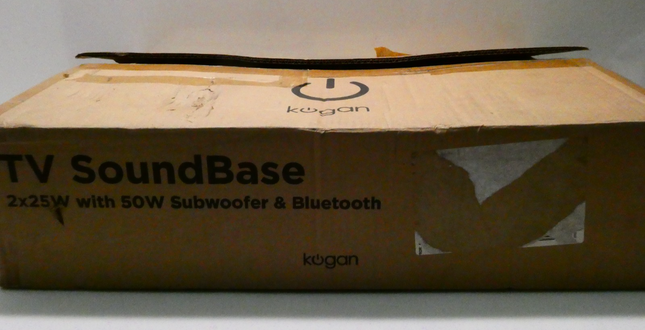 kogan
TV SoundBase
2x25W with 50W Subwoofer & Bluetooth
kogan